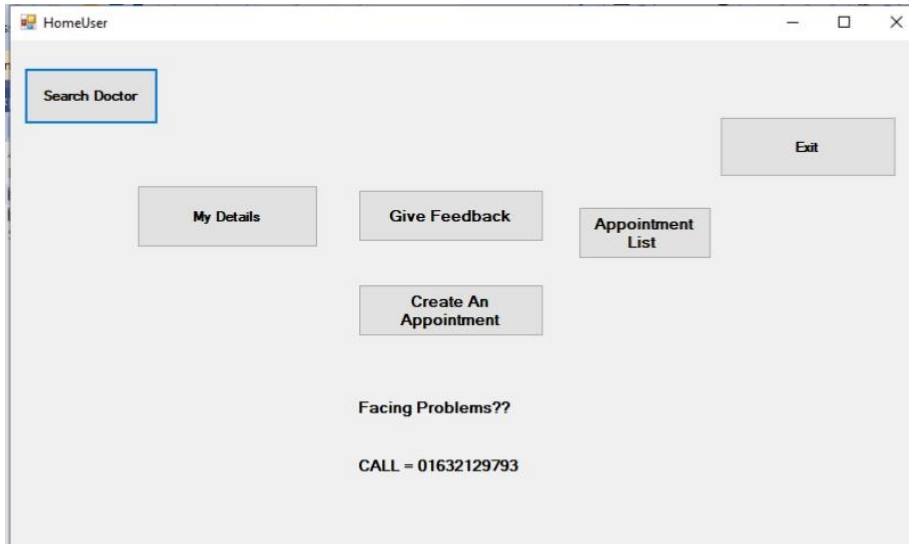 HomeUser
Search Doctor
Exit
My Details
Give Feedback
Appointment
List
Create An
Appointment
Facing Problems??
CALL = 01632129793